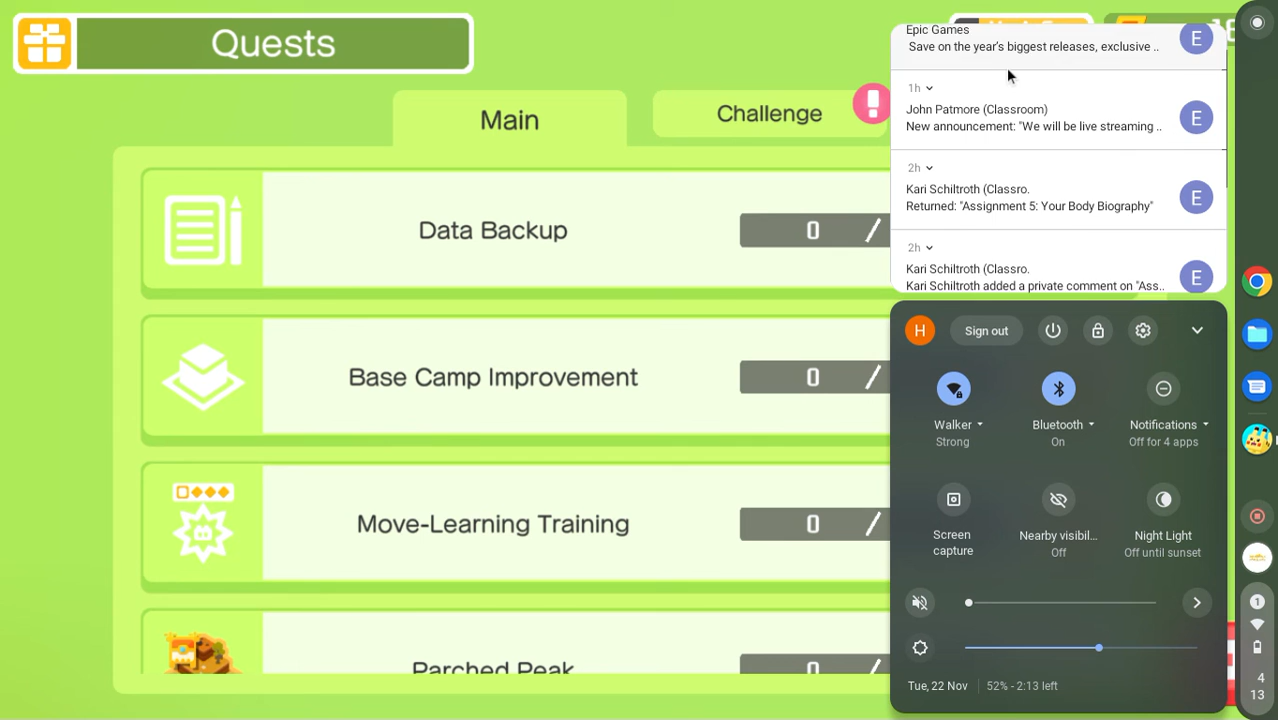 Quests
Main
Challenge
Data Backup
0 /
Base Camp Improvement
0 /
Move-Learning Training
0 /
Parched Peak
0 /
Epic Games
Save on the year's biggest releases, exclusive ..
E
1h
John Patmore (Classroom)
New announcement: "We will be live streaming ..
E
2h
Kari Schiltroth (Classro.
Returned: "Assignment 5: Your Body Biography"
E
2h
Kari Schiltroth (Classro.
Kari Schiltroth added a private comment on "Ass..
E
H
Sign out
Walker
Strong
Bluetooth
On
Notifications
Off for 4 apps
Screen
capture
Nearby visibil...
Off
Night Light
Off until sunset
Tue, 22 Nov
52% - 2:13 left
1
4
13